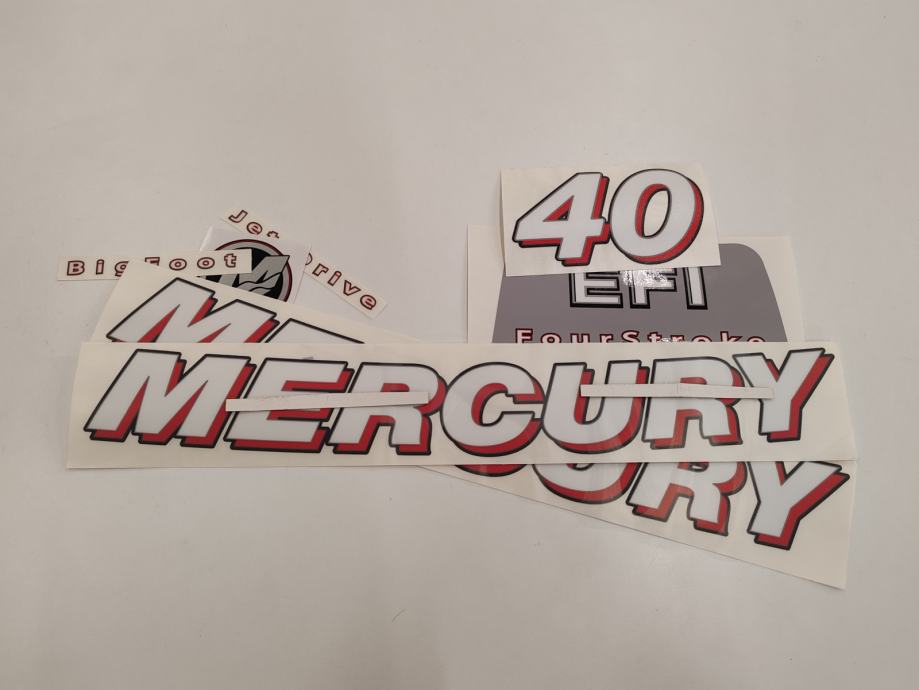 40
Jet Drive
BigFoot
M
EFI
FourStroke
MERCURY
MERCURY